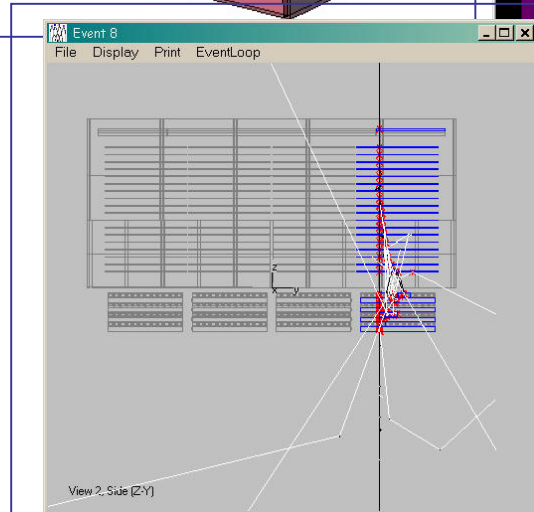 Event 8
File Display Print EventLoop
z
x y
View 2, Side (Z-Y)